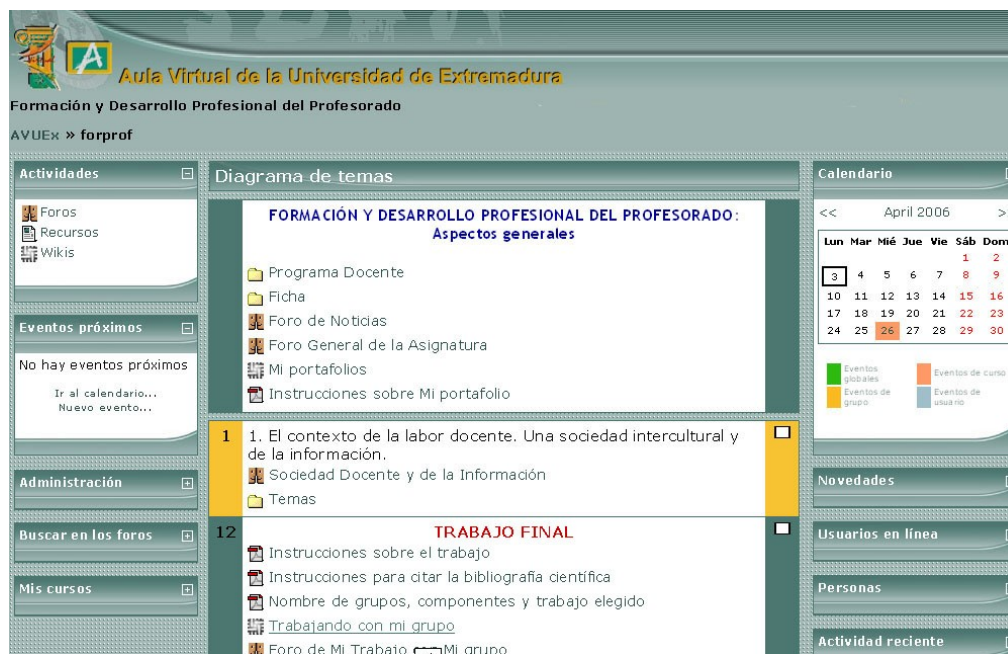 A
Aula Virtual de la Universidad de Extremadura
Formación y Desarrollo Profesional del Profesorado
AVUEx » forprof
Actividades
Foros
Recursos
Wikis
Eventos próximos
No hay eventos próximos
Ir al calendario...
Nuevo evento...
Administración
Buscar en los foros
Mis cursos
Diagrama de temas
FORMACIÓN Y DESARROLLO PROFESIONAL DEL PROFESORADO:
Aspectos generales
Programa Docente
Ficha
Foro de Noticias
Foro General de la Asignatura
Mi portafolios
Instrucciones sobre Mi portafolio
1 1. El contexto de la labor docente. Una sociedad intercultural y
de la información.
Sociedad Docente y de la Información
Temas
12 TRABAJO FINAL
Instrucciones sobre el trabajo
Instrucciones para citar la bibliografía científica
Nombre de grupos, componentes y trabajo elegido
Trabajando con mi grupo
Foro de Mi Trabajo Mi grupo
Calendario
<< April 2006 >
Lun Mar Mié Jue Vie Sáb Dom
1 2
3 4 5 6 7 8 9
10 11 12 13 14 15 16
17 18 19 20 21 22 23
24 25 26 27 28 29 30
Eventos globales
Eventos de curso
Eventos de grupo
Eventos de usuario
Novedades
Usuarios en línea
Personas
Actividad reciente